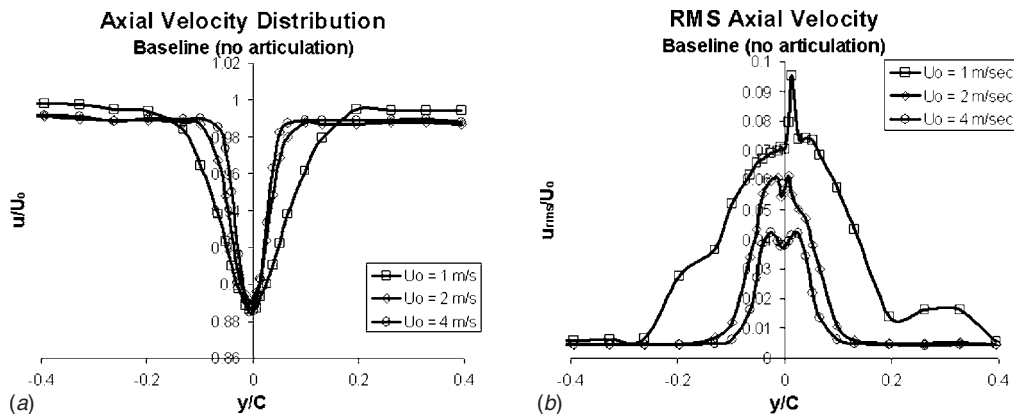 (a)
Axial Velocity Distribution
Baseline (no articulation)
1.02
1
0.98
0.96
0.94
0.92
0.9
0.88
0.86
u/U₀
-0.4
-0.2
0
0.2
0.4
y/C
Uo = 1 m/s
Uo = 2 m/s
Uo = 4 m/s
(b)
RMS Axial Velocity
Baseline (no articulation)
0.1
0.09
0.08
0.07
0.06
0.05
0.04
0.03
0.02
0.01
0
uᵣₘₛ/U₀
-0.4
-0.2
0
0.2
0.4
y/C
Uo = 1 m/sec
Uo = 2 m/sec
Uo = 4 m/sec